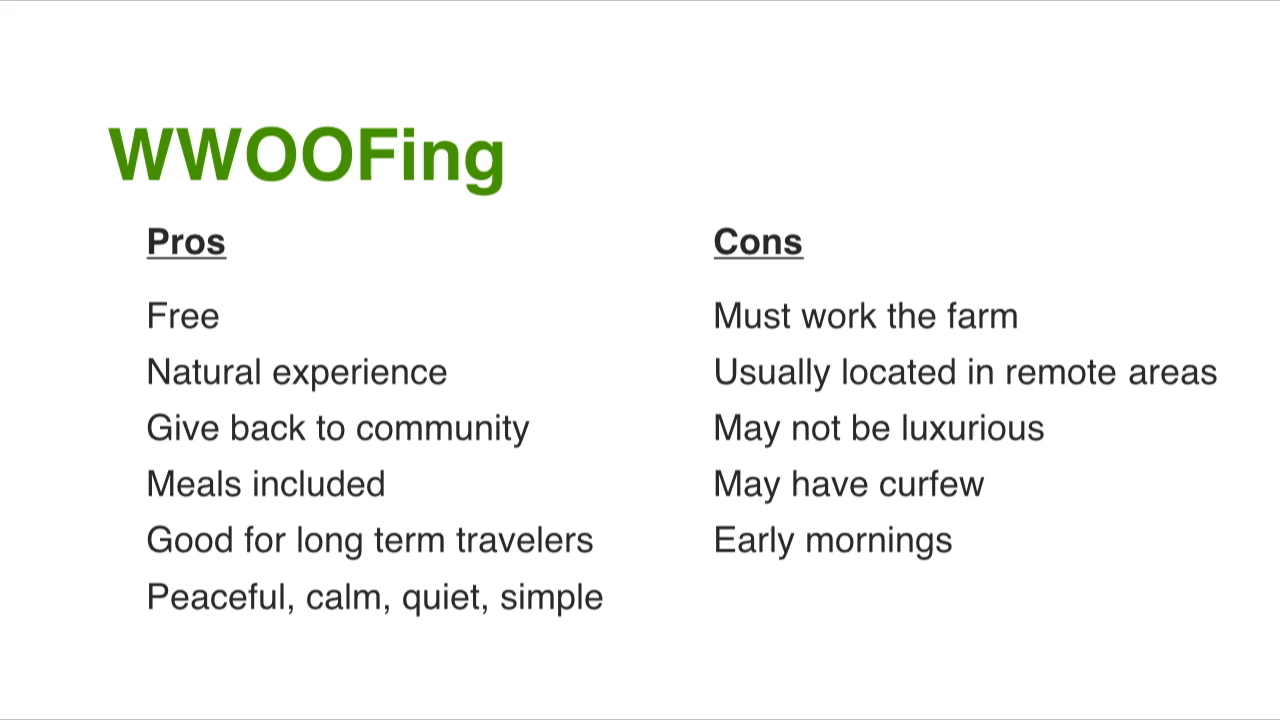 WWOOFing
Pros
Free
Natural experience
Give back to community
Meals included
Good for long term travelers
Peaceful, calm, quiet, simple
Cons
Must work the farm
Usually located in remote areas
May not be luxurious
May have curfew
Early mornings